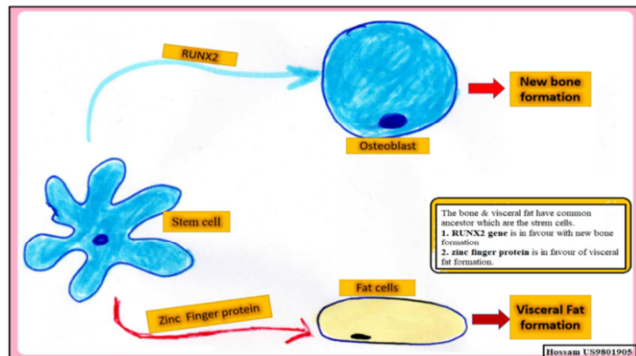 RUNX2
New bone
formation
Osteoblast
Stem cell
The bone & visceral fat have common
ancestor which are the strem cells.
1. RUNX2 gene is in favour with new bone
formation
2. zinc finger protein is in favour of visceral
fat formation.
Fat cells
Zinc Finger protein
Visceral Fat
formation
Hossam US9801905